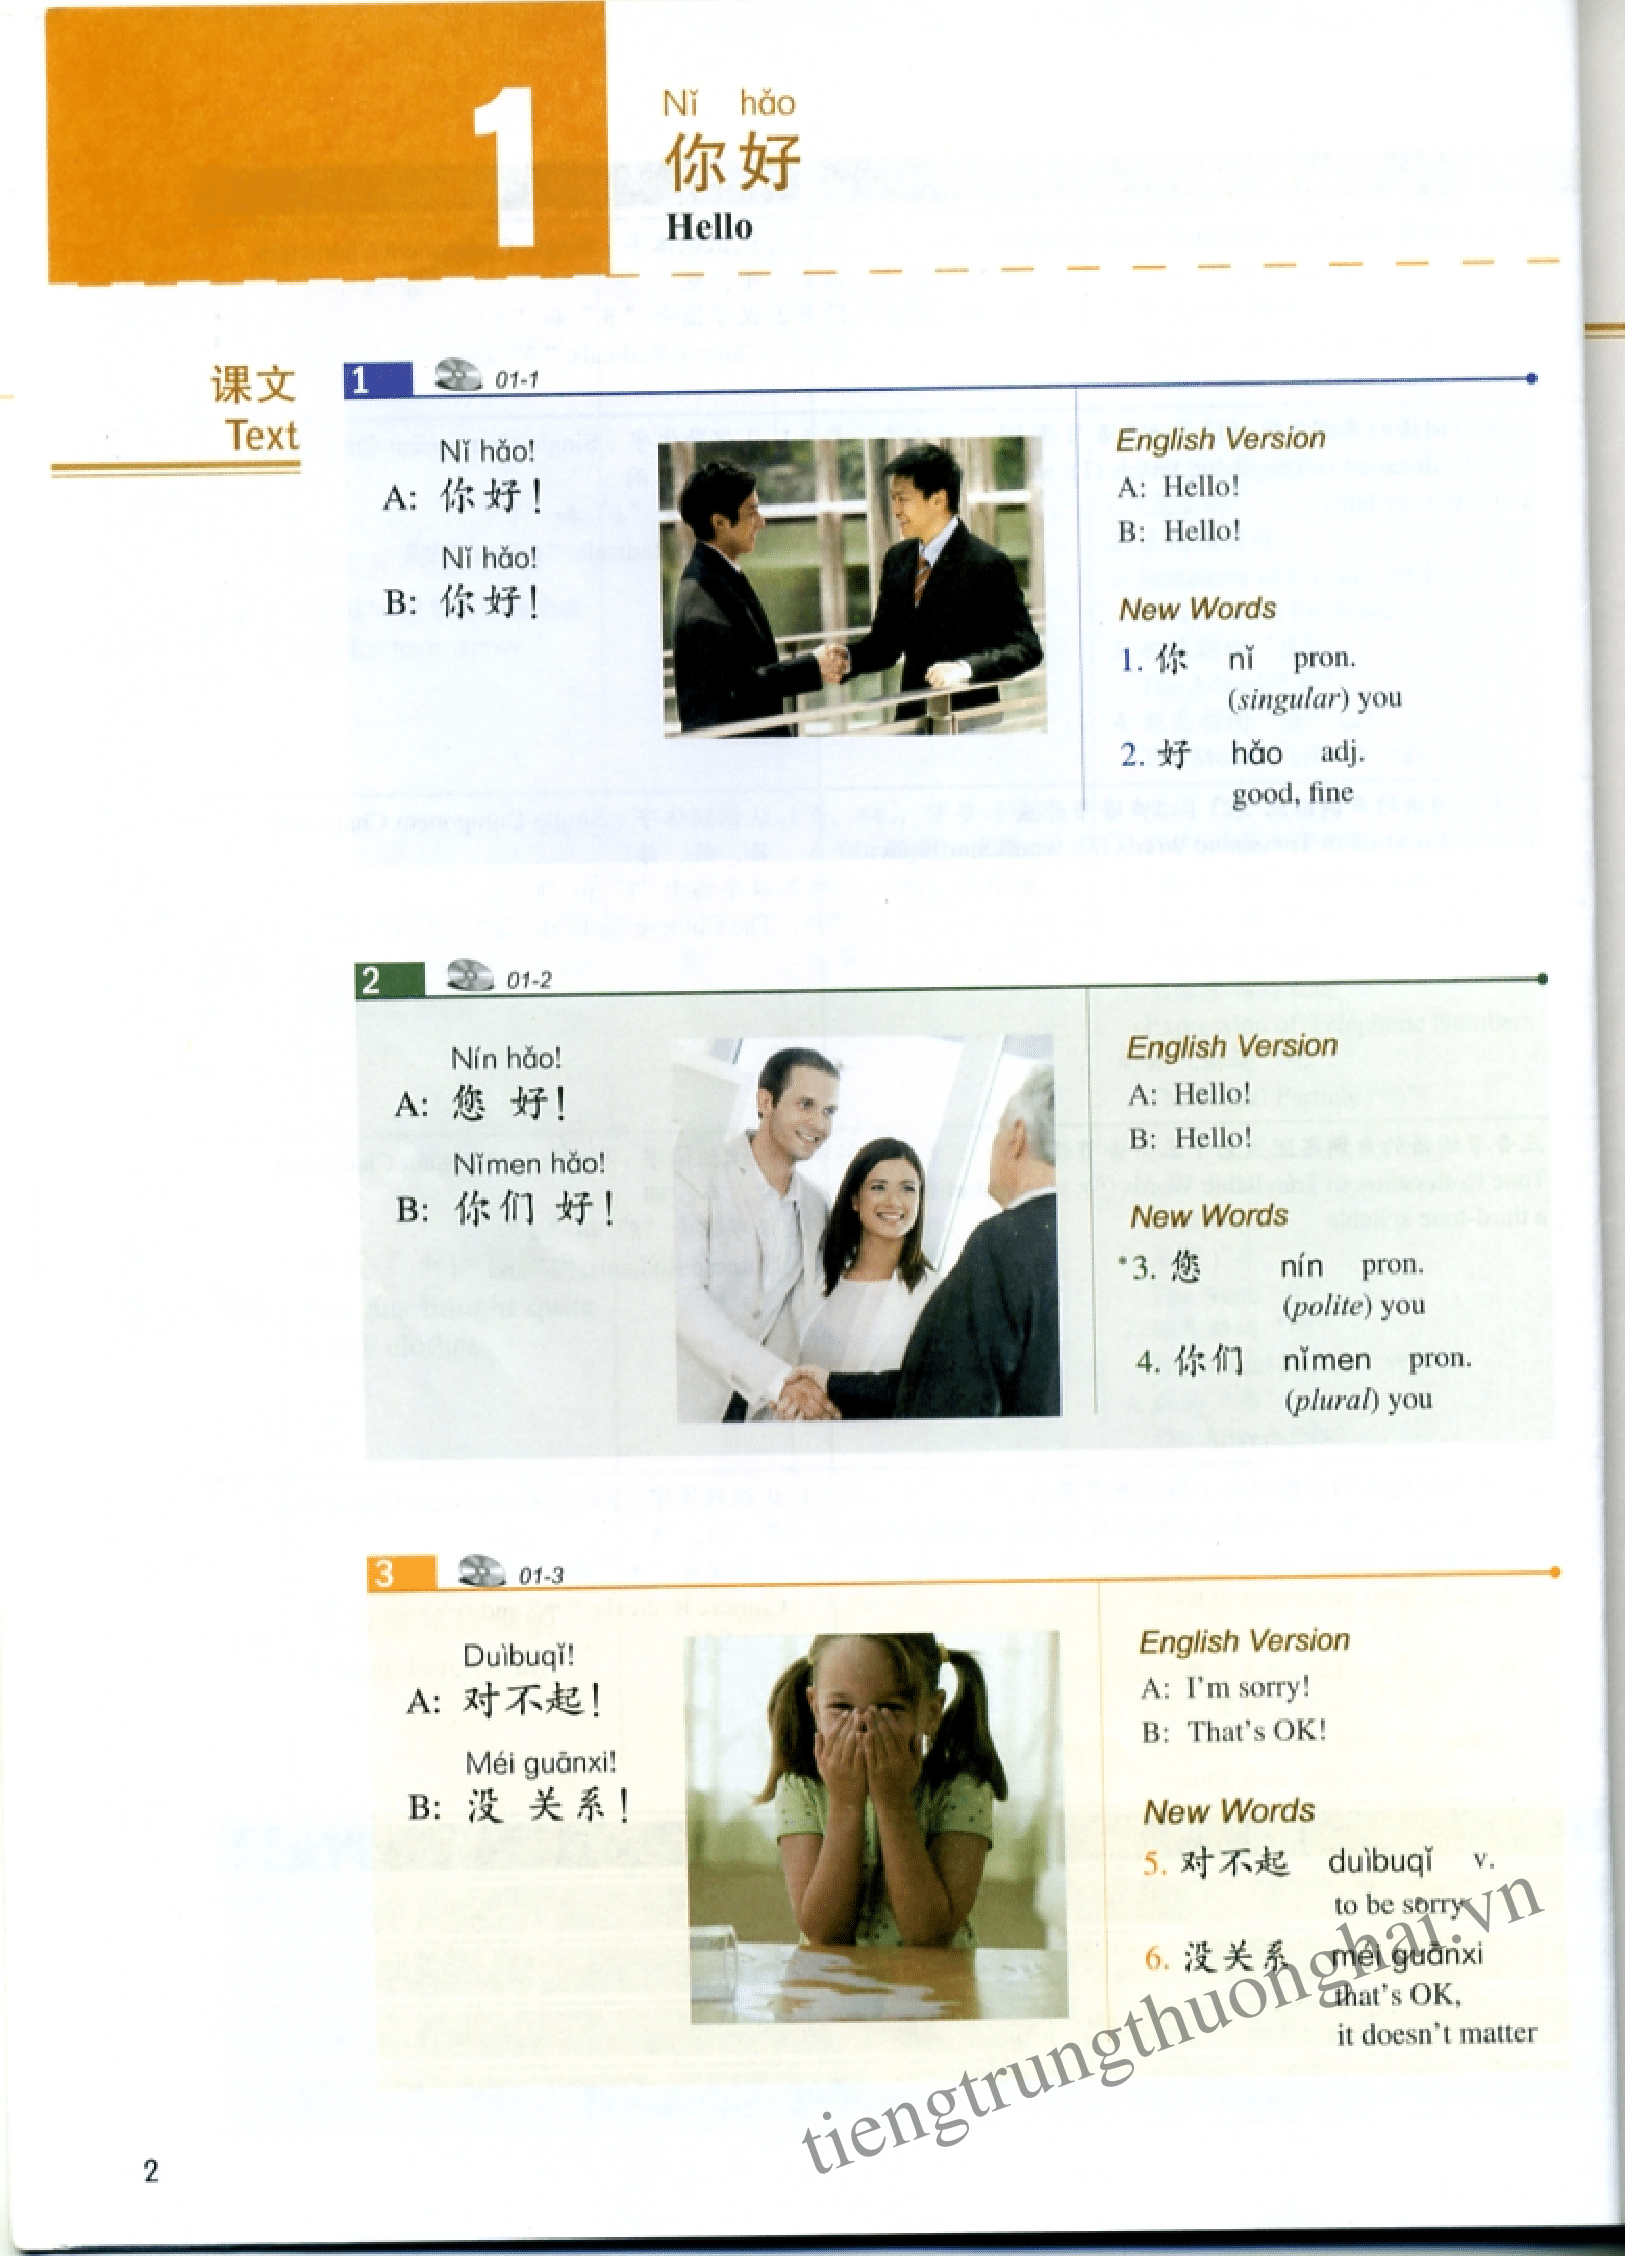 1
Nǐ hǎo
你好
Hello
课文
Text
1 01-1
Nǐ hǎo!
A: 你好！
Nǐ hǎo!
B: 你好！
English Version
A: Hello!
B: Hello!
New Words
1. 你 nǐ pron.
(singular) you
2. 好 hǎo adj.
good, fine
2 01-2
Nín hǎo!
A: 您 好！
Nǐmen hǎo!
B: 你们 好！
English Version
A: Hello!
B: Hello!
New Words
*3. 您 nín pron.
(polite) you
4. 你们 nǐmen pron.
(plural) you
3 01-3
Duìbuqǐ!
A: 对不起！
Méi guānxi!
B: 没 关系！
English Version
A: I'm sorry!
B: That's OK!
New Words
5. 对不起 duìbuqǐ v.
to be sorry
6. 没关系 méi guānxi
that's OK,
it doesn't matter
tiengtrungthuonghai.vn
2